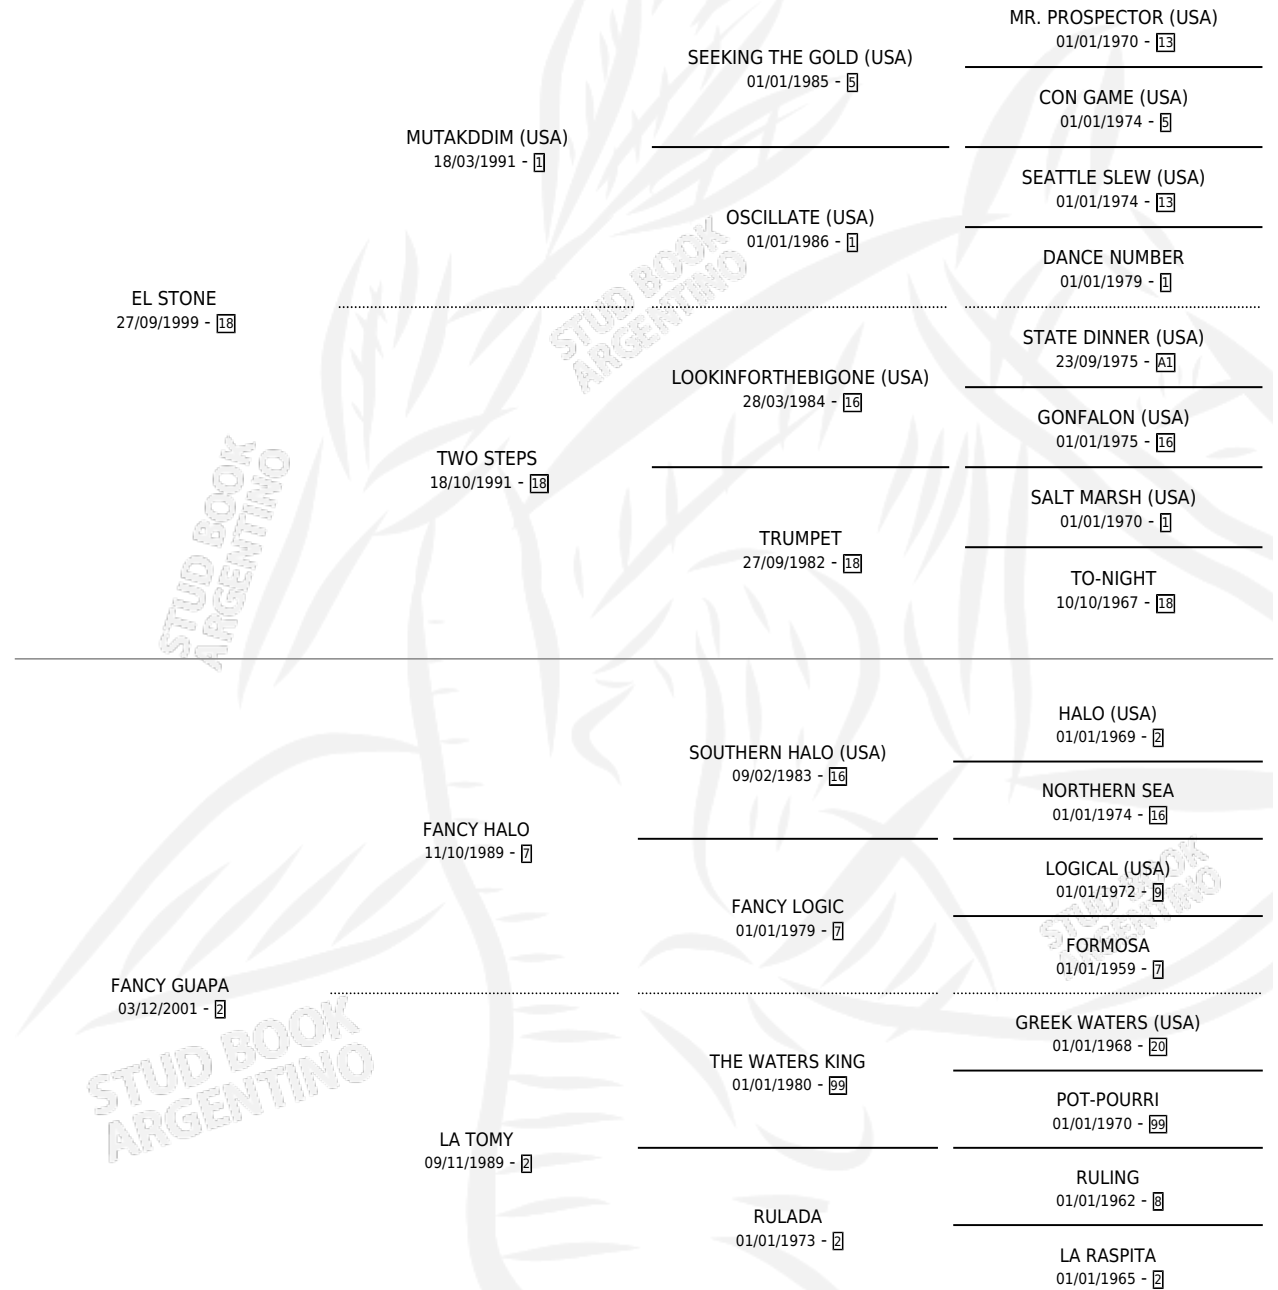 MR. PROSPECTOR (USA)
01/01/1970 - 13
SEEKING THE GOLD (USA)
01/01/1985 - 5
CON GAME (USA)
01/01/1974 - 5
MUTAKDDIM (USA)
18/03/1991 - 1
SEATTLE SLEW (USA)
01/01/1974 - 13
OSCILLATE (USA)
01/01/1986 - 1
DANCE NUMBER
01/01/1979 - 1
EL STONE
27/09/1999 - 18
STATE DINNER (USA)
23/09/1975 - A1
LOOKINFORTHEBIGONE (USA)
28/03/1984 - 16
GONFALON (USA)
01/01/1975 - 16
TWO STEPS
18/10/1991 - 18
SALT MARSH (USA)
01/01/1970 - 1
TRUMPET
27/09/1982 - 18
TO-NIGHT
10/10/1967 - 18
HALO (USA)
01/01/1969 - 2
SOUTHERN HALO (USA)
09/02/1983 - 16
NORTHERN SEA
01/01/1974 - 16
FANCY HALO
11/10/1989 - 7
LOGICAL (USA)
01/01/1972 - 9
FANCY LOGIC
01/01/1979 - 7
FORMOSA
01/01/1959 - 7
FANCY GUAPA
03/12/2001 - 2
GREEK WATERS (USA)
01/01/1968 - 20
THE WATERS KING
01/01/1980 - 99
POT-POURRI
01/01/1970 - 99
LA TOMY
09/11/1989 - 2
RULING
01/01/1962 - 8
RULADA
01/01/1973 - 2
LA RASPITA
01/01/1965 - 2
STUD BOOK
ARGENTINO
STUD BOOK
ARGENTINO
STUD BOOK
ARGENTINO
STUD BOOK
ARGENTINO